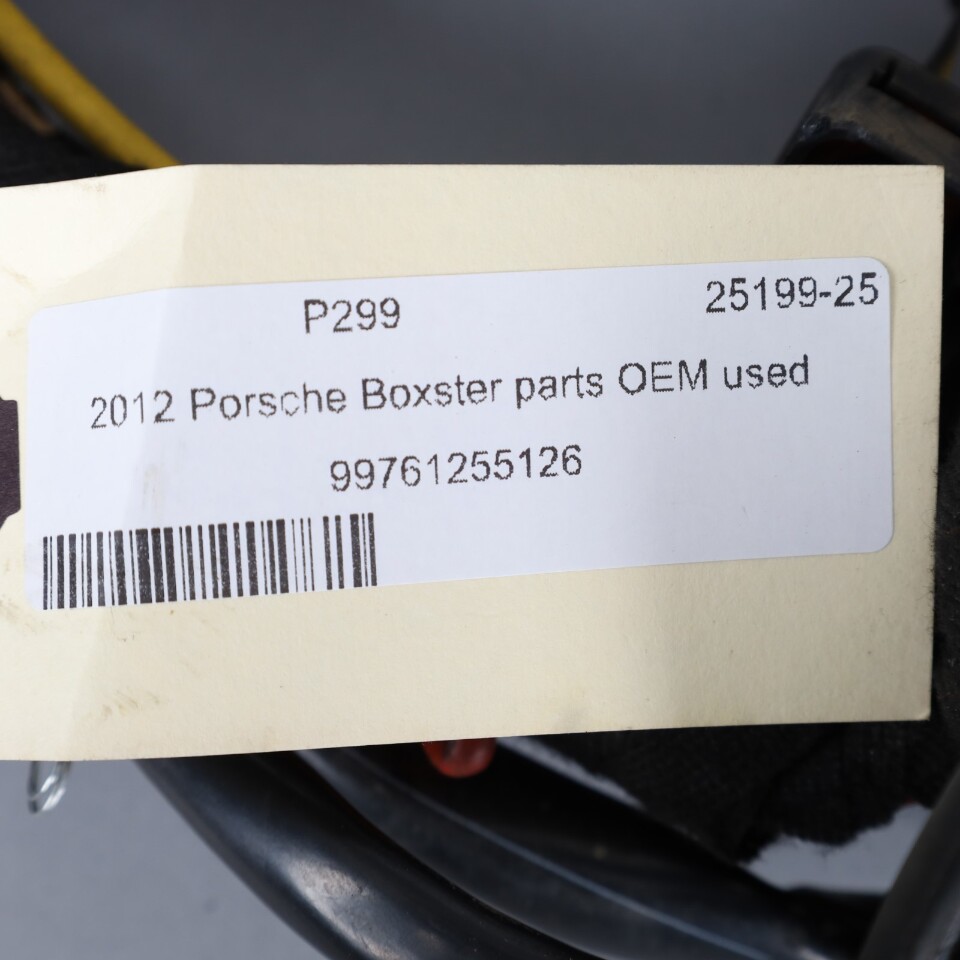 P299 25199-25
2012 Porsche Boxster parts OEM used
99761255126